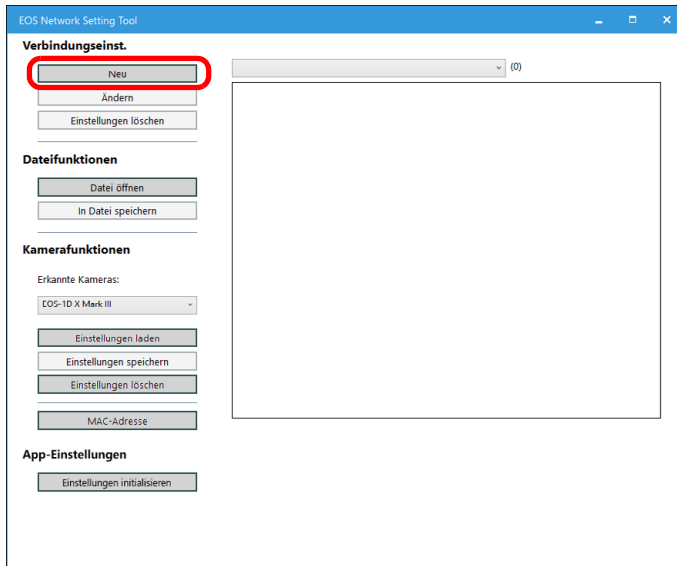 EOS Network Setting Tool
Verbindungseinst.
Neu
(0)
Ändern
Einstellungen löschen
Dateifunktionen
Datei öffnen
In Datei speichern
Kamerafunktionen
Erkannte Kameras:
EOS-1D X Mark III
Einstellungen laden
Einstellungen speichern
Einstellungen löschen
MAC-Adresse
App-Einstellungen
Einstellungen initialisieren